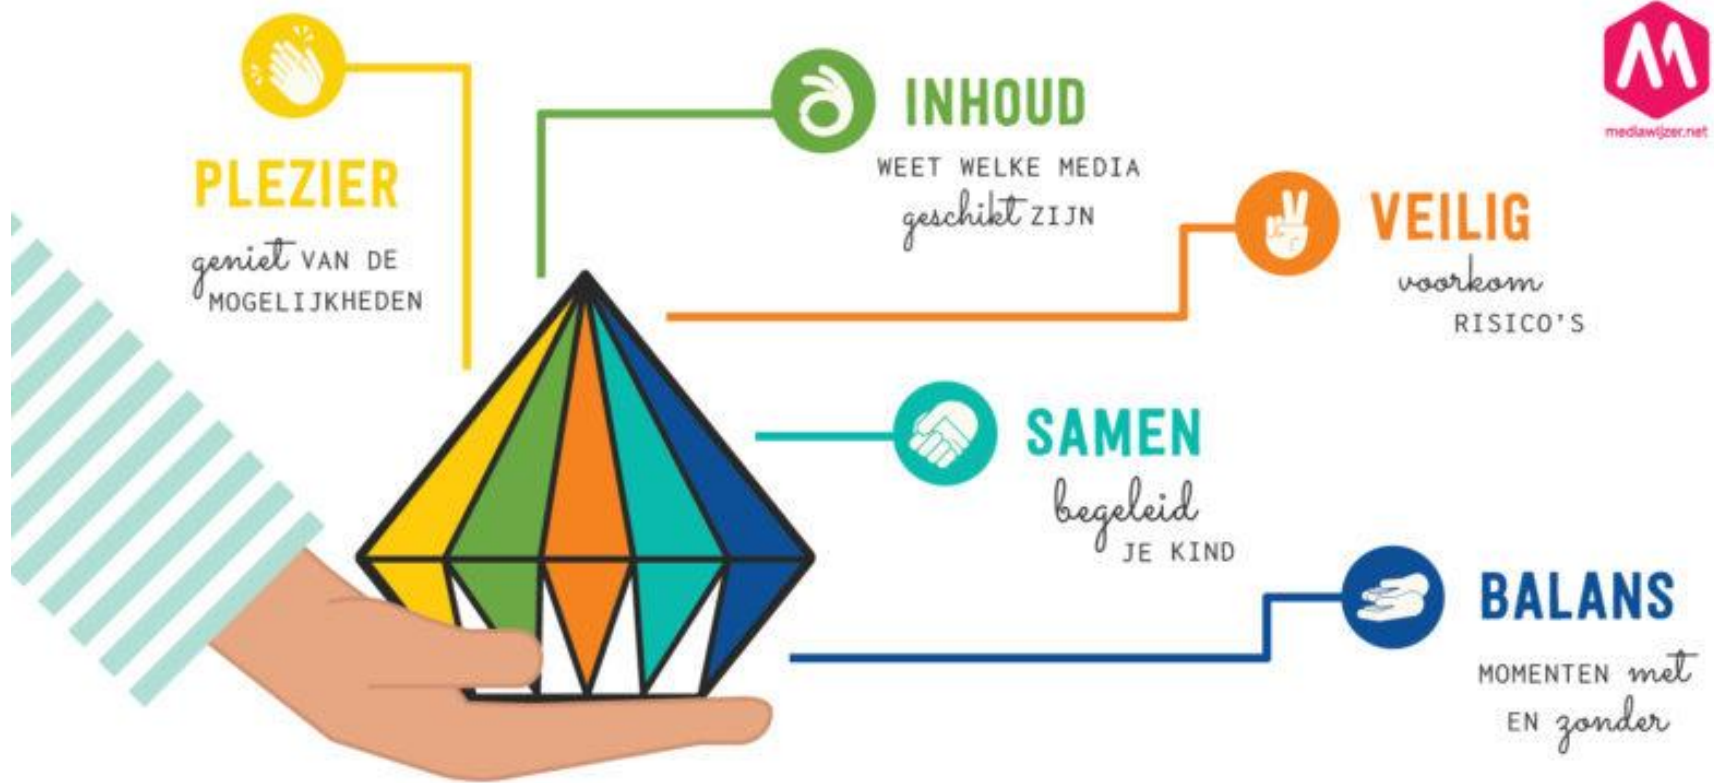 PLEZIER
geniet VAN DE
MOGELIJKHEDEN
INHOUD
WEET WELKE MEDIA
geschikt ZIJN
mediawijzer.net
VEILIG
voorkom
RISICO'S
SAMEN
begeleid
JE KIND
BALANS
MOMENTEN met
EN zonder